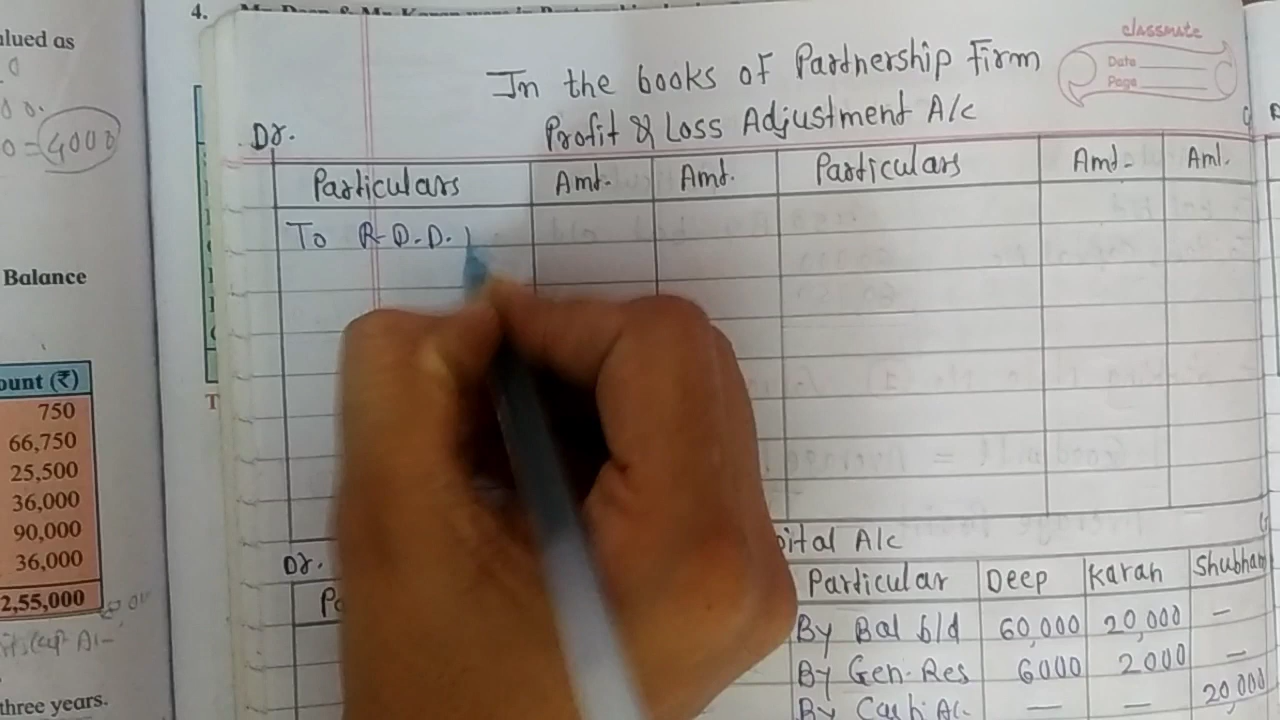 4.
alued as
0 = 4000
Balance
ount (₹)
750
66,750
25,500
36,000
90,000
36,000
2,55,000
three years.
classmate
Date
Page
In the books of Partnership Firm
Profit & Loss Adjustment A/c
Dr.
Particulars Amt. Amt. Particulars Amt. Amt.
To R.D.D.
pital A/c
Dr.
Particular Deep Karan Shubham
By Bal b/d 60,000 20,000 —
By Gen. Res 6000 2000 —
By Cash A/c — — 20,000